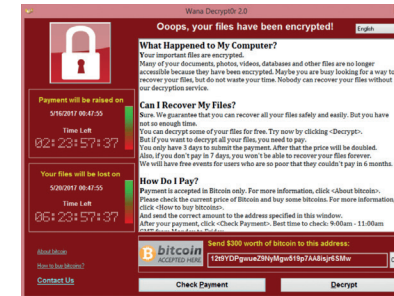 Wana Decrypt0r 2.0
Ooops, your files have been encrypted!
English
What Happened to My Computer?
Your important files are encrypted.
Many of your documents, photos, videos, databases and other files are no longer
accessible because they have been encrypted. Maybe you are busy looking for a way to
recover your files, but do not waste your time. Nobody can recover your files without
our decryption service.
Can I Recover My Files?
Sure. We guarantee that you can recover all your files safely and easily. But you have
not so enough time.
You can decrypt some of your files for free. Try now by clicking <Decrypt>.
But if you want to decrypt all your files, you need to pay.
You only have 3 days to submit the payment. After that the price will be doubled.
Also, if you don't pay in 7 days, you won't be able to recover your files forever.
We will have free events for users who are so poor that they couldn't pay in 6 months.
How Do I Pay?
Payment is accepted in Bitcoin only. For more information, click <About bitcoin>.
Please check the current price of Bitcoin and buy some bitcoins. For more information,
click <How to buy bitcoins>.
And send the correct amount to the address specified in this window.
After your payment, click <Check Payment>. Best time to check: 9:00am - 11:00am
GMT from Monday to Friday.
Payment will be raised on
5/16/2017 00:47:55
Time Left
02:23:57:37
Your files will be lost on
5/20/2017 00:47:55
Time Left
06:23:57:37
About bitcoin
How to buy bitcoins?
Contact Us
bitcoin
ACCEPTED HERE
Send $300 worth of bitcoin to this address:
12t9YDPgwueZ9NyMgw519p7AA8isjr6SMw
Check Payment
Decrypt